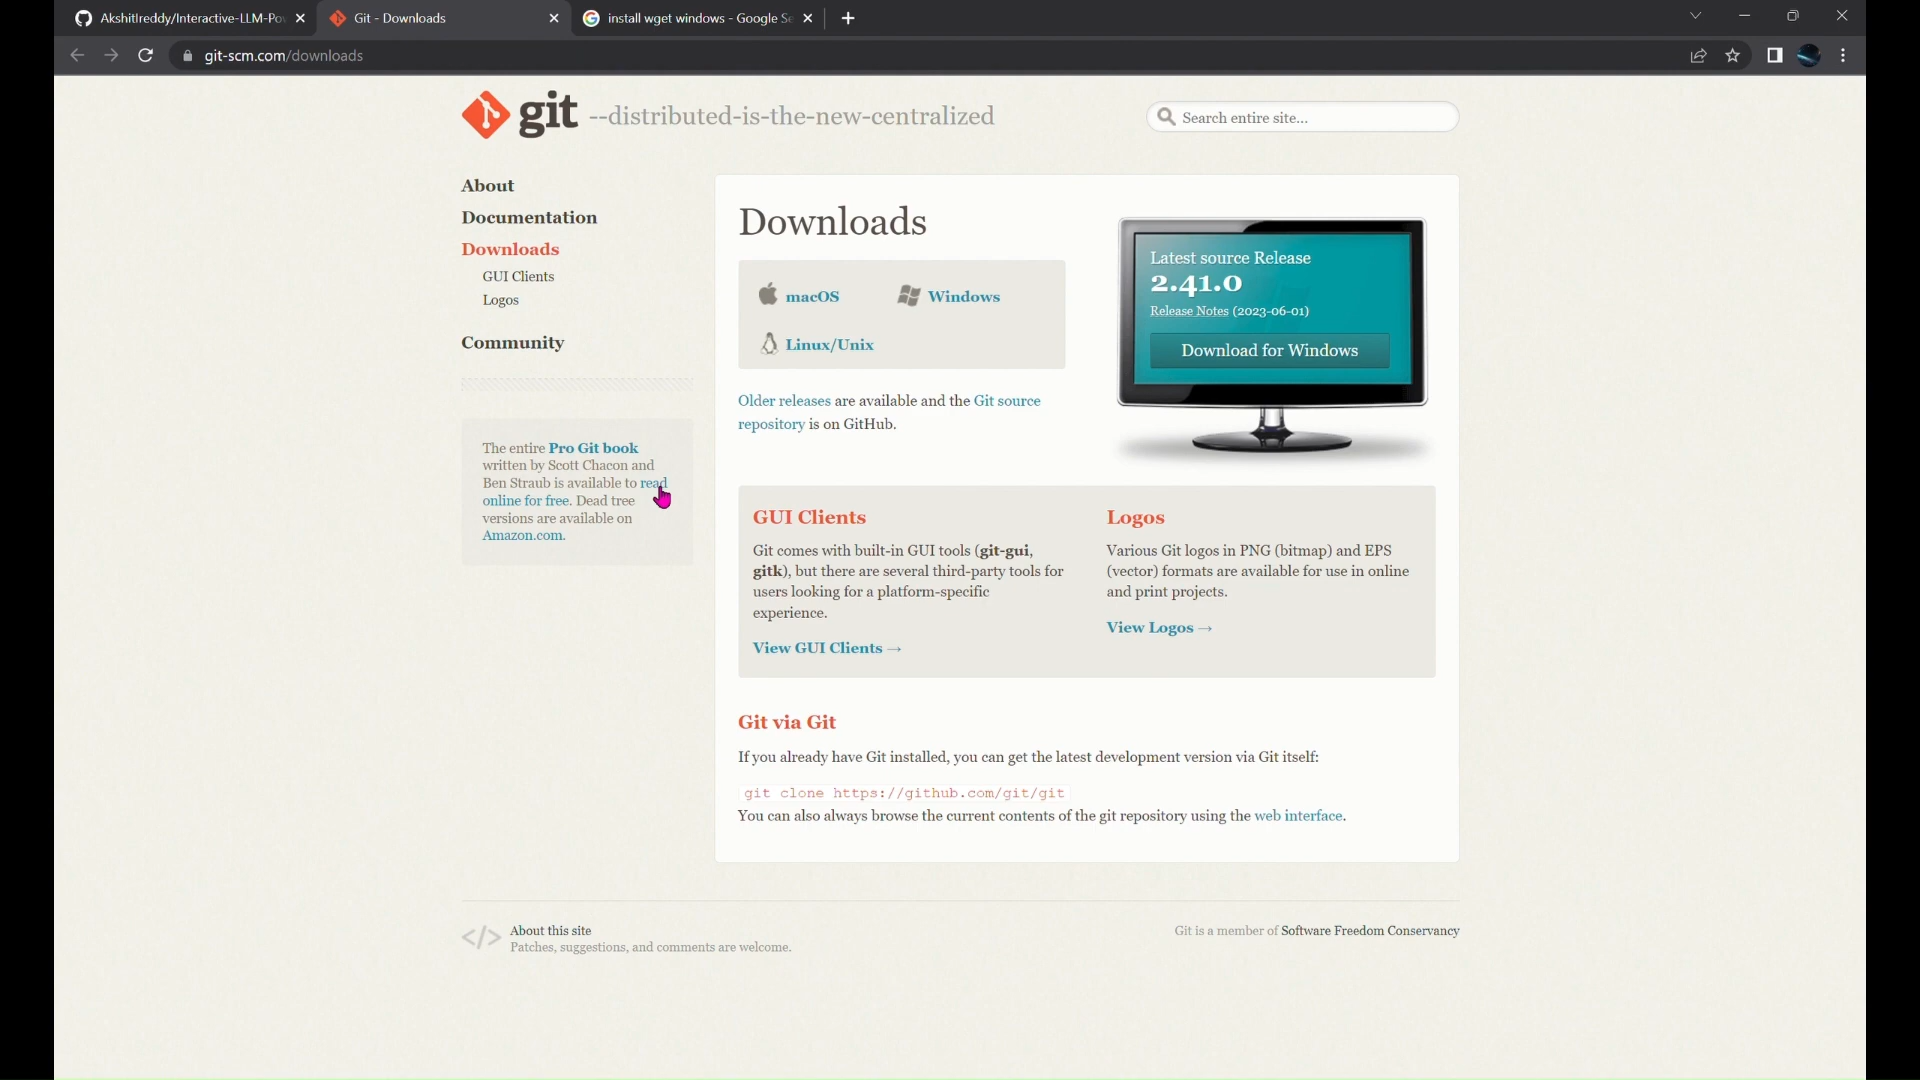 AkshitIreddy/Interactive-LLM-Po
Git - Downloads
install wget windows - Google Se
git-scm.com/downloads
git --distributed-is-the-new-centralized
Search entire site...
About
Documentation
Downloads
GUI Clients
Logos
Community
The entire Pro Git book
written by Scott Chacon and
Ben Straub is available to read
online for free. Dead tree
versions are available on
Amazon.com.
Downloads
macOS
Windows
Linux/Unix
Older releases are available and the Git source
repository is on GitHub.
Latest source Release
2.41.0
Release Notes (2023-06-01)
Download for Windows
GUI Clients
Git comes with built-in GUI tools (git-gui,
gitk), but there are several third-party tools for
users looking for a platform-specific
experience.
View GUI Clients →
Logos
Various Git logos in PNG (bitmap) and EPS
(vector) formats are available for use in online
and print projects.
View Logos →
Git via Git
If you already have Git installed, you can get the latest development version via Git itself:
git clone https://github.com/git/git
You can also always browse the current contents of the git repository using the web interface.
</> About this site
Patches, suggestions, and comments are welcome.
Git is a member of Software Freedom Conservancy